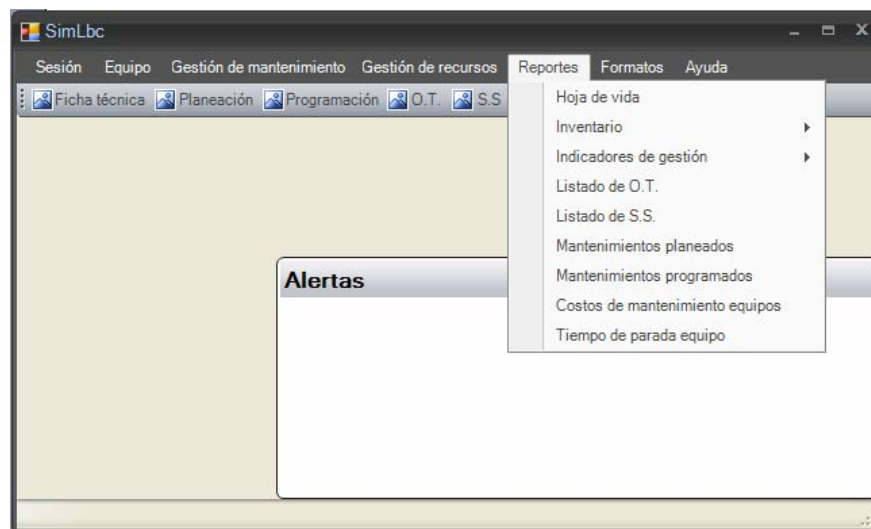 SimLbc
Sesión Equipo Gestión de mantenimiento Gestión de recursos Reportes Formatos Ayuda
Ficha técnica Planeación Programación O.T. S.S
Hoja de vida
Inventario
Indicadores de gestión
Listado de O.T.
Listado de S.S.
Mantenimientos planeados
Mantenimientos programados
Costos de mantenimiento equipos
Tiempo de parada equipo
Alertas